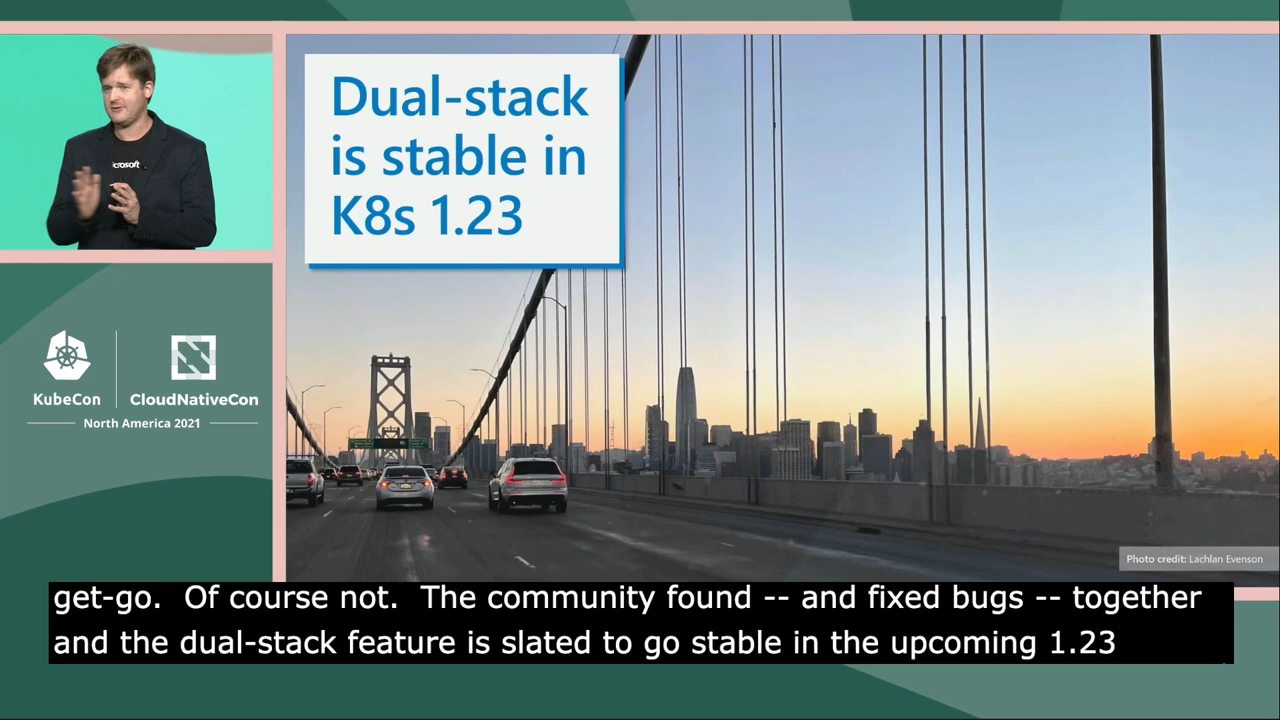 Dual-stack
is stable in
K8s 1.23
KubeCon
CloudNativeCon
North America 2021
Photo credit: Lachlan Evenson
get-go.  Of course not.  The community found -- and fixed bugs -- together
and the dual-stack feature is slated to go stable in the upcoming 1.23